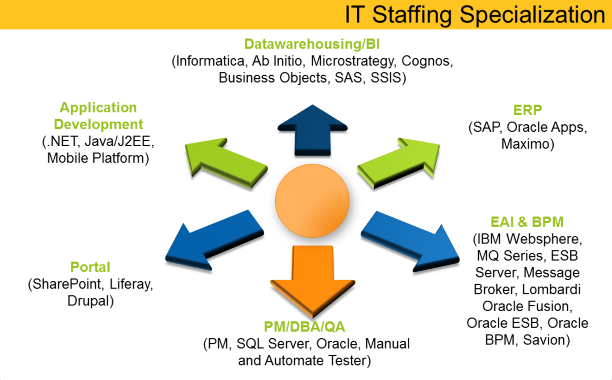 IT Staffing Specialization
Datawarehousing/BI
(Informatica, Ab Initio, Microstrategy, Cognos,
Business Objects, SAS, SSIS)
Application
Development
(.NET, Java/J2EE,
Mobile Platform)
ERP
(SAP, Oracle Apps,
Maximo)
Portal
(SharePoint, Liferay,
Drupal)
EAI & BPM
(IBM Websphere,
MQ Series, ESB
Server, Message
Broker, Lombardi
Oracle Fusion,
Oracle ESB, Oracle
BPM, Savion)
PM/DBA/QA
(PM, SQL Server, Oracle, Manual
and Automate Tester)